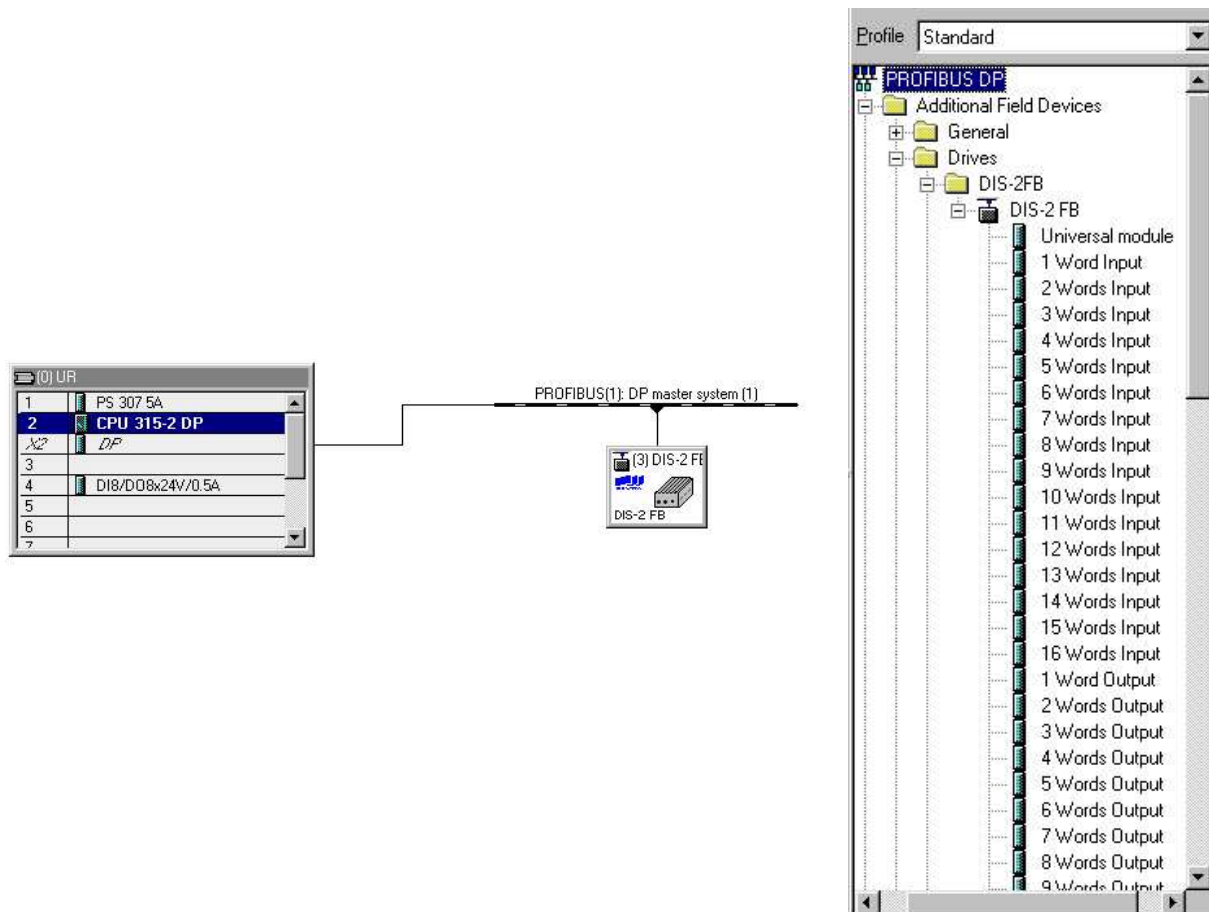 (0) UR
1 PS 307 5A
2 CPU 315-2 DP
X2 DP
3
4 DI8/DO8x24V/0.5A
5
6
7
PROFIBUS(1): DP master system (1)
(3) DIS-2 FE
DIS-2 FB
Profile Standard
PROFIBUS DP
Additional Field Devices
General
Drives
DIS-2FB
DIS-2 FB
Universal module
1 Word Input
2 Words Input
3 Words Input
4 Words Input
5 Words Input
6 Words Input
7 Words Input
8 Words Input
9 Words Input
10 Words Input
11 Words Input
12 Words Input
13 Words Input
14 Words Input
15 Words Input
16 Words Input
1 Word Output
2 Words Output
3 Words Output
4 Words Output
5 Words Output
6 Words Output
7 Words Output
8 Words Output
9 Words Output